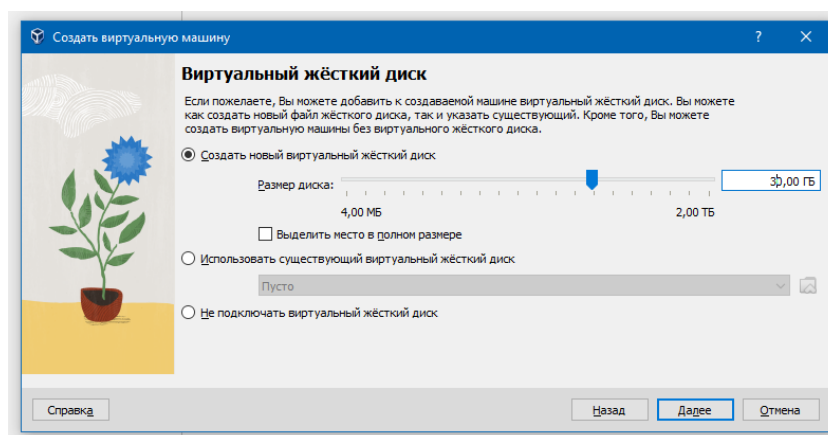 Создать виртуальную машину
Виртуальный жёсткий диск
Если пожелаете, Вы можете добавить к создаваемой машине виртуальный жёсткий диск. Вы можете
как создать новый файл жёсткого диска, так и указать существующий. Кроме того, Вы можете
создать виртуальную машины без виртуального жёсткого диска.
Создать новый виртуальный жёсткий диск
Размер диска:
30,00 ГБ
4,00 МБ 2,00 ТБ
Выделить место в полном размере
Использовать существующий виртуальный жёсткий диск
Пусто
Не подключать виртуальный жёсткий диск
Справка Назад Далее Отмена